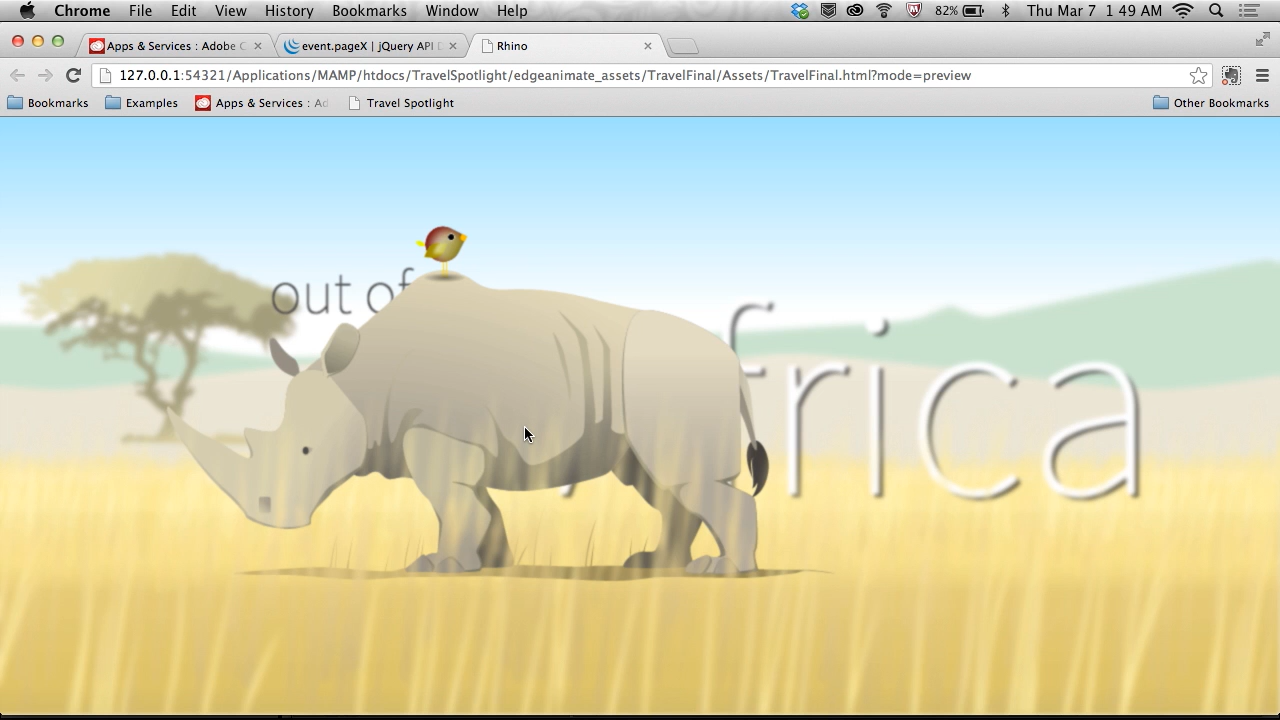 Chrome File Edit View History Bookmarks Window Help 82% Thu Mar 7 1:49 AM
Apps & Services : Adobe C event.pageX | jQuery API D Rhino
127.0.0.1:54321/Applications/MAMP/htdocs/TravelSpotlight/edgeanimate_assets/TravelFinal/Assets/TravelFinal.html?mode=preview
Bookmarks Examples Apps & Services : Ad Travel Spotlight Other Bookmarks
out of
frica